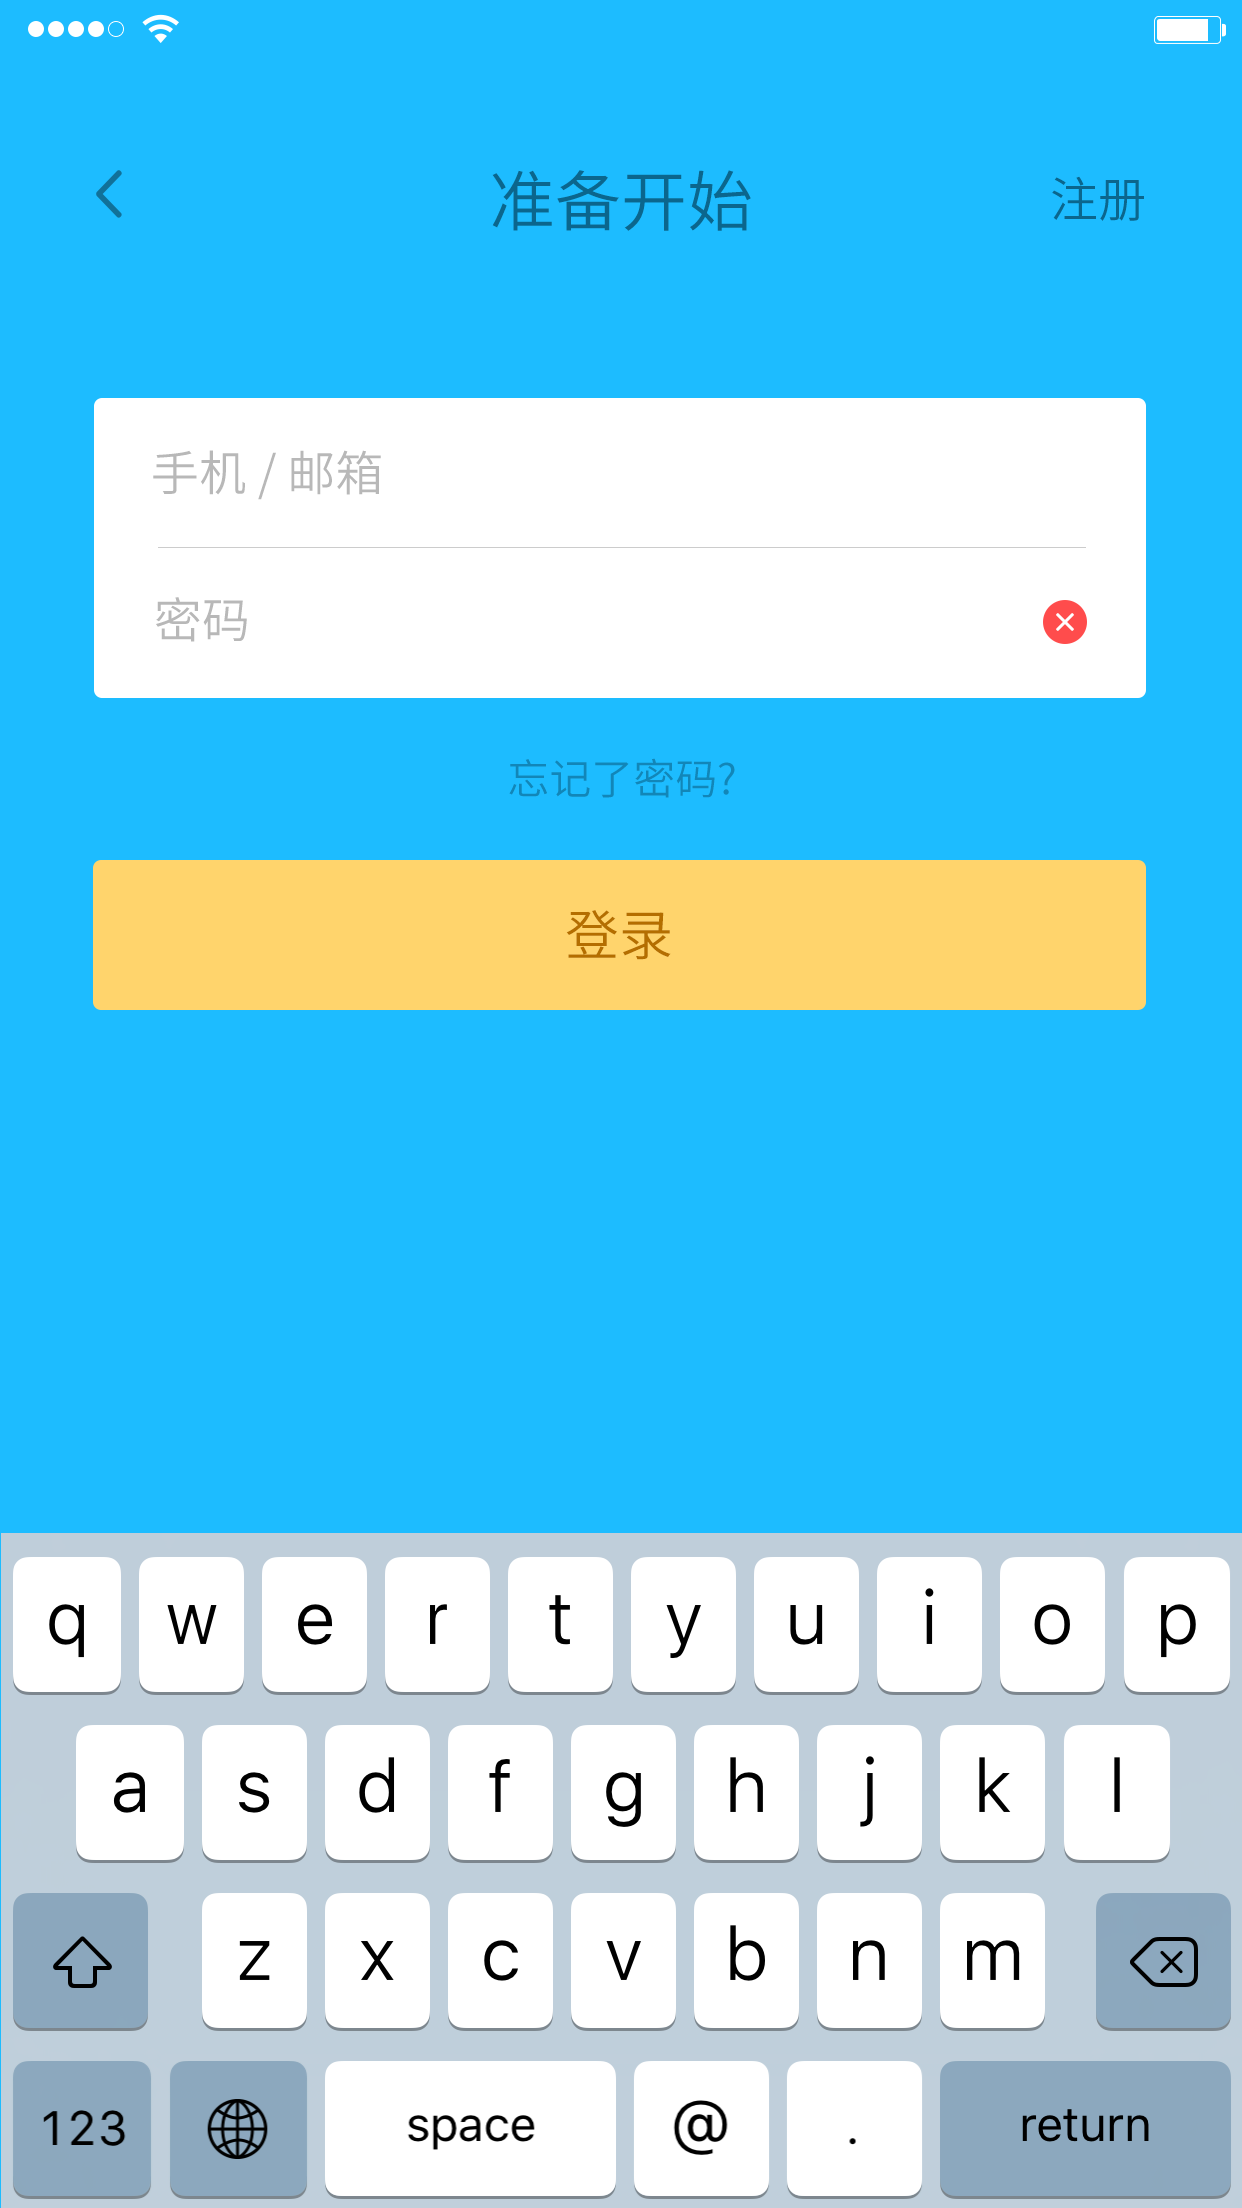 准备开始 注册
手机 / 邮箱
密码
忘记了密码?
登录
q w e r t y u i o p
a s d f g h j k l
z x c v b n m
123 space @ . return